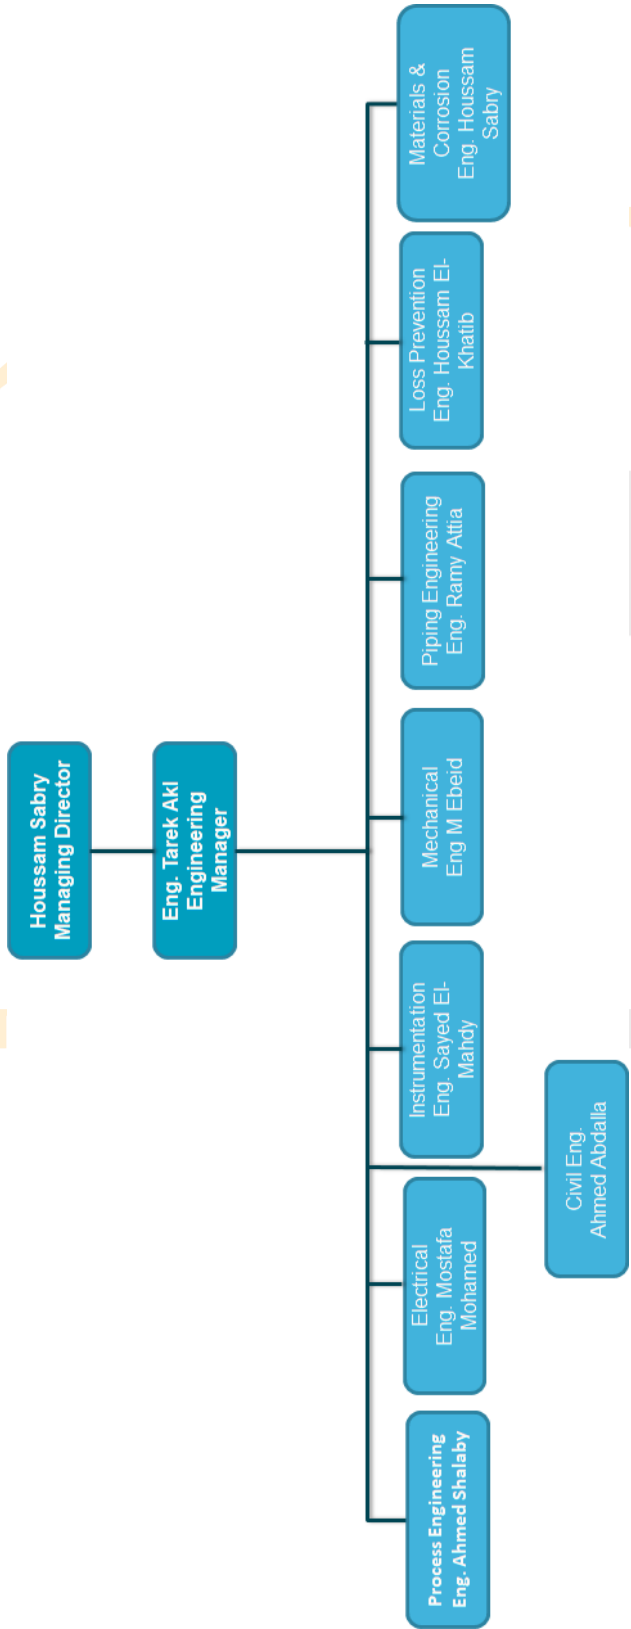 Houssam Sabry
Managing Director
Eng. Tarek Akl
Engineering
Manager
Process Engineering
Eng. Ahmed Shalaby
Electrical
Eng. Mostafa
Mohamed
Civil Eng.
Ahmed Abdalla
Instrumentation
Eng. Sayed El-
Mahdy
Mechanical
Eng M Ebeid
Piping Engineering
Eng. Ramy Attia
Loss Prevention
Eng. Houssam El-
Khatib
Materials &
Corrosion
Eng. Houssam
Sabry